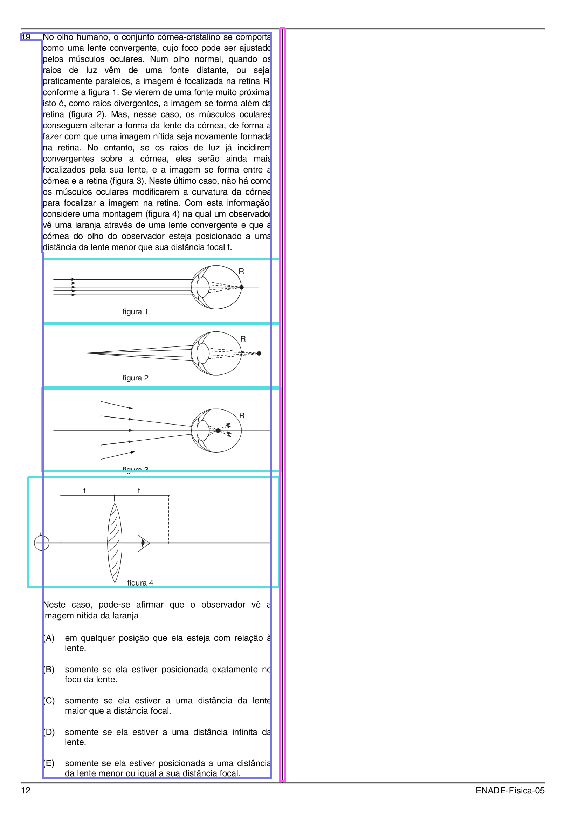 19 No olho humano, o conjunto córnea-cristalino se comporta
como uma lente convergente, cujo foco pode ser ajustado
pelos músculos oculares. Num olho normal, quando os
raios de luz vêm de uma fonte distante, ou seja,
praticamente paralelos, a imagem é focalizada na retina R,
conforme a figura 1. Se vierem de uma fonte muito próxima,
isto é, como raios divergentes, a imagem se forma além da
retina (figura 2). Mas, nesse caso, os músculos oculares
conseguem alterar a forma da lente da córnea, de forma a
fazer com que uma imagem nítida seja novamente formada
na retina. No entanto, se os raios de luz já incidirem
convergentes sobre a córnea, eles serão ainda mais
focalizados pela sua lente, e a imagem se forma entre a
córnea e a retina (figura 3). Neste último caso, não há como
os músculos oculares modificarem a curvatura da córnea
para focalizar a imagem na retina. Com esta informação,
considere uma montagem (figura 4) na qual um observador
vê uma laranja através de uma lente convergente e que a
córnea do olho do observador esteja posicionado a uma
distância da lente menor que sua distância focal f.
R
figura 1
R
figura 2
R
figura 3
f f
figura 4
Neste caso, pode-se afirmar que o observador vê a
imagem nítida da laranja
(A) em qualquer posição que ela esteja com relação à
lente.
(B) somente se ela estiver posicionada exatamente no
foco da lente.
(C) somente se ela estiver a uma distância da lente
maior que a distância focal.
(D) somente se ela estiver a uma distância infinita da
lente.
(E) somente se ela estiver posicionada a uma distância
da lente menor ou igual a sua distância focal.
12 ENADE-Física-05